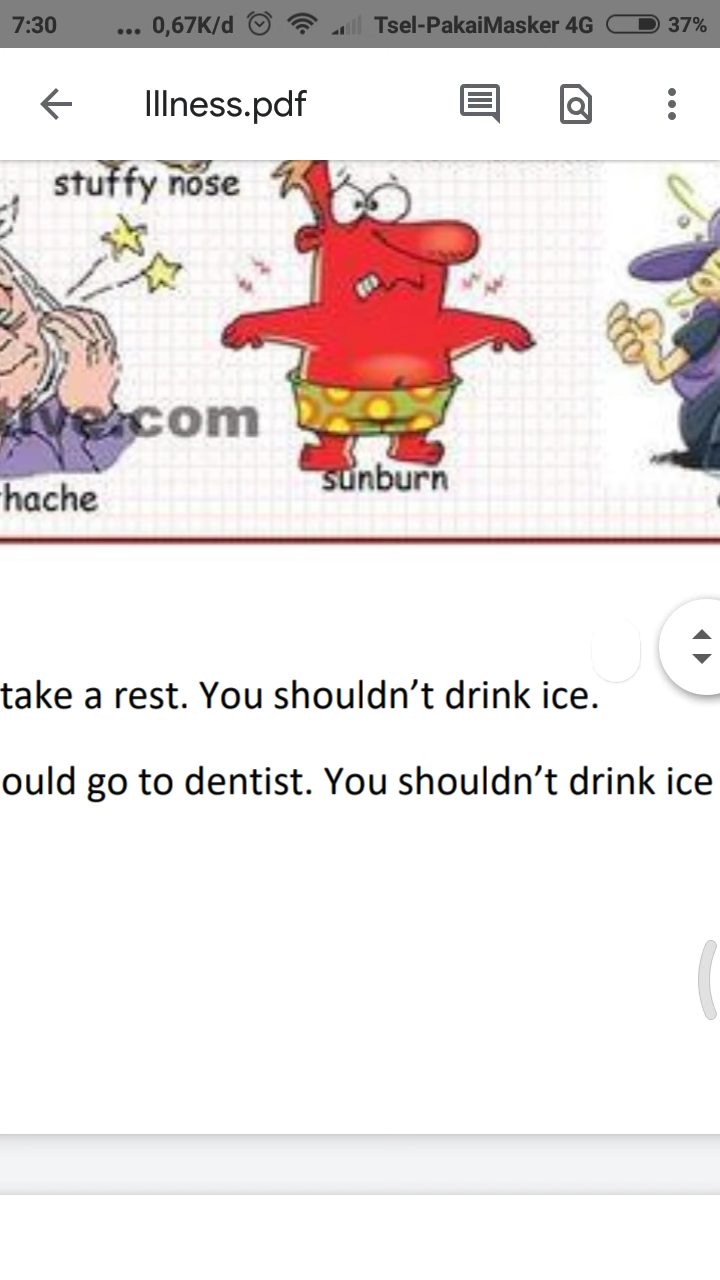 7:30 ... 0,67K/d Tsel-PakaiMasker 4G 37%
Illness.pdf
stuffy nose
tive.com
sunburn
hache
take a rest. You shouldn’t drink ice.
ould go to dentist. You shouldn’t drink ice